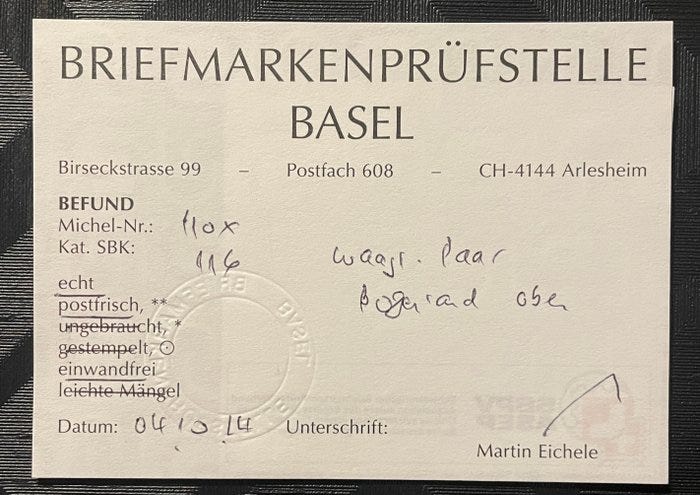 BRIEFMARKENPRÜFSTELLE
BASEL
Birseckstrasse 99 – Postfach 608 – CH-4144 Arlesheim
BEFUND
Michel-Nr.: 110x
Kat. SBK: 116
waagr. Paar
Bogenrand oben
echt
postfrisch, **
ungebraucht, *
gestempelt, ⊙
einwandfrei
leichte Mängel
Datum: 04.10.14 Unterschrift:
Martin Eichele